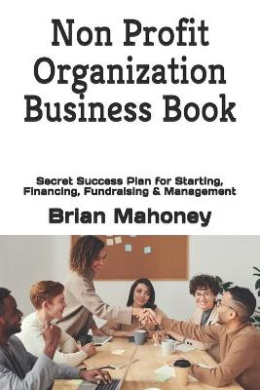 Non Profit
Organization
Business Book
Secret Success Plan for Starting,
Financing, Fundraising & Management
Brian Mahoney